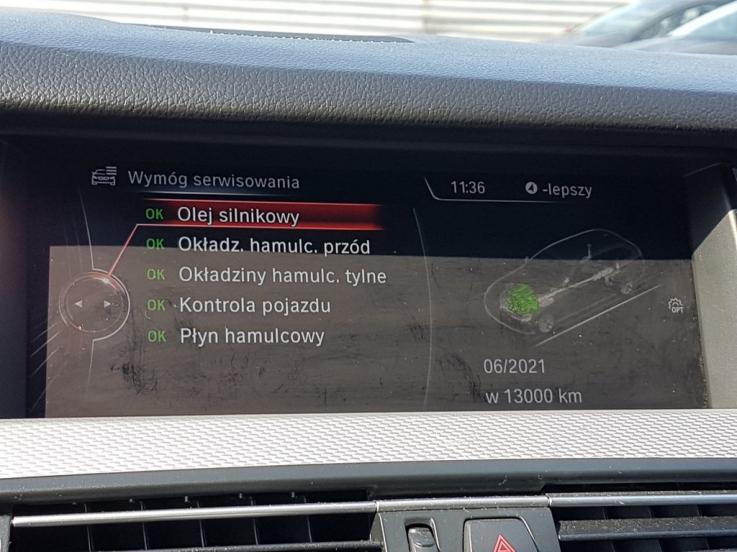 Wymóg serwisowania
11:36
4 -lepszy
OK Olej silnikowy
OK Okładz. hamulc. przód
OK Okładziny hamulc. tylne
OK Kontrola pojazdu
OK Płyn hamulcowy
OPT
06/2021
w 13000 km